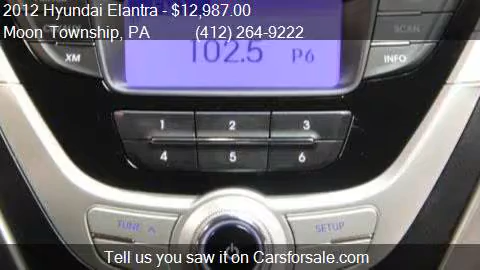 2012 Hyundai Elantra - $12,987.00
Moon Township, PA (412) 264-9222
102.5 P6
XM INFO
1 2 3
4 5 6
TUNE ∧ SETUP
Tell us you saw it on Carsforsale.com